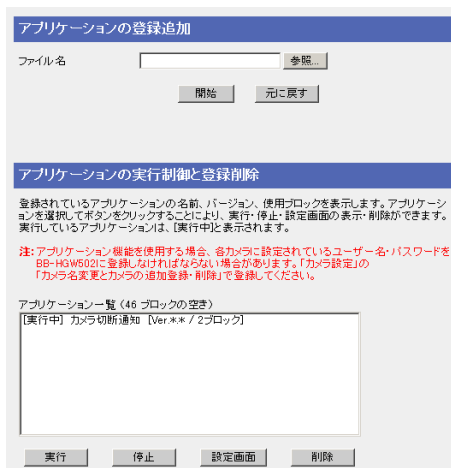 アプリケーションの登録追加
ファイル名
参照...
開始 元に戻す
アプリケーションの実行制御と登録削除
登録されているアプリケーションの名前、バージョン、使用ブロックを表示します。アプリケーシ
ョンを選択してボタンをクリックすることにより、実行・停止・設定画面の表示・削除ができます。
実行しているアプリケーションは、[実行中]と表示されます。
注:アプリケーション機能を使用する場合、各カメラに設定されているユーザー名・パスワードを
BB-HGW502に登録しなければならない場合があります。「カメラ設定」の
「カメラ名変更とカメラの追加登録・削除」で登録してください。
アプリケーション一覧 (46 ブロックの空き)
[実行中] カメラ切断通知 [Ver.** / 2ブロック]
実行 停止 設定画面 削除